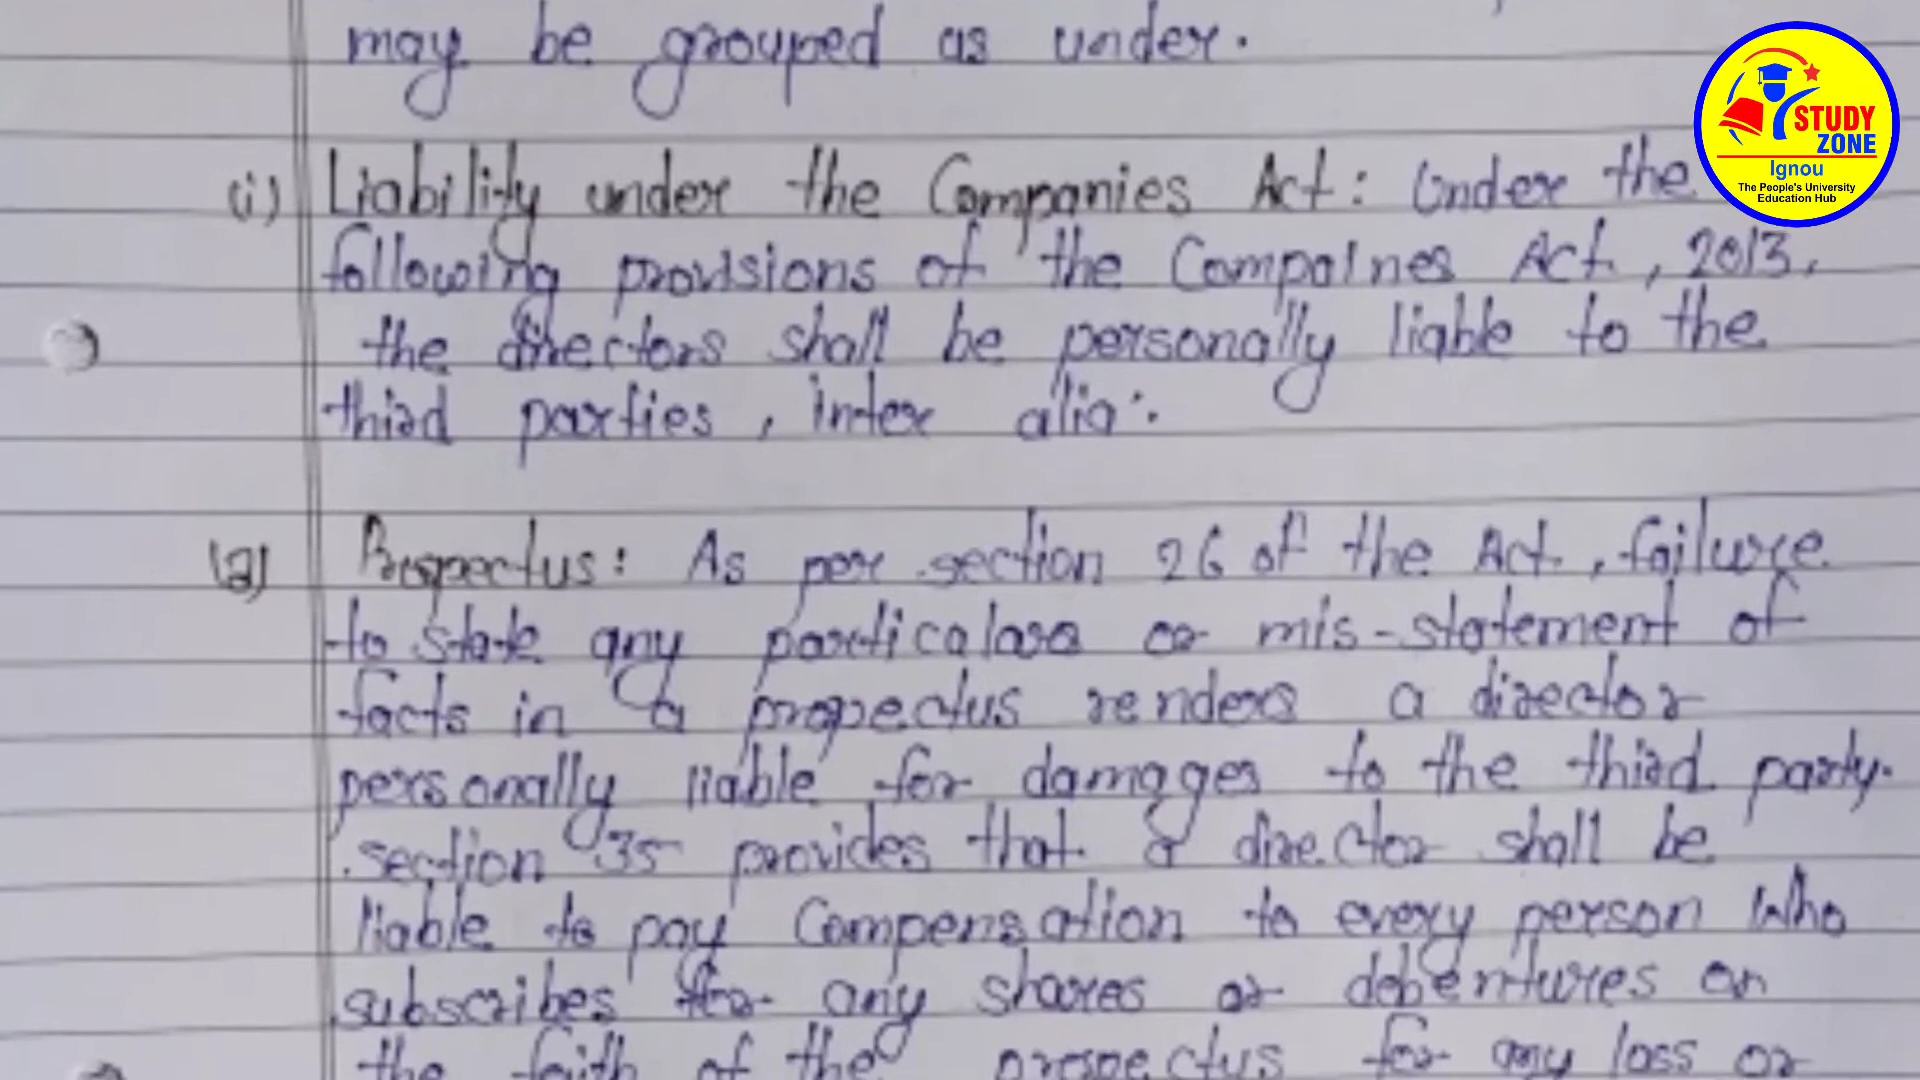 may be grouped as under.
(i) Liability under the Companies Act: Under the
following provisions of the Compaines Act, 2013,
the directors shall be personally liable to the
third parties, inter alia:
(a) Prospectus: As per section 26 of the Act, failure
to state any particalars or mis-statement of
facts in a propectus renders a director
personally liable for damages to the third party.
section 35 provides that a director shall be
liable to pay Compensation to every person who
subscribes for any shares or debentures on
the faith of the prospectus for any loss or
STUDY
ZONE
Ignou
The People's University
Education Hub